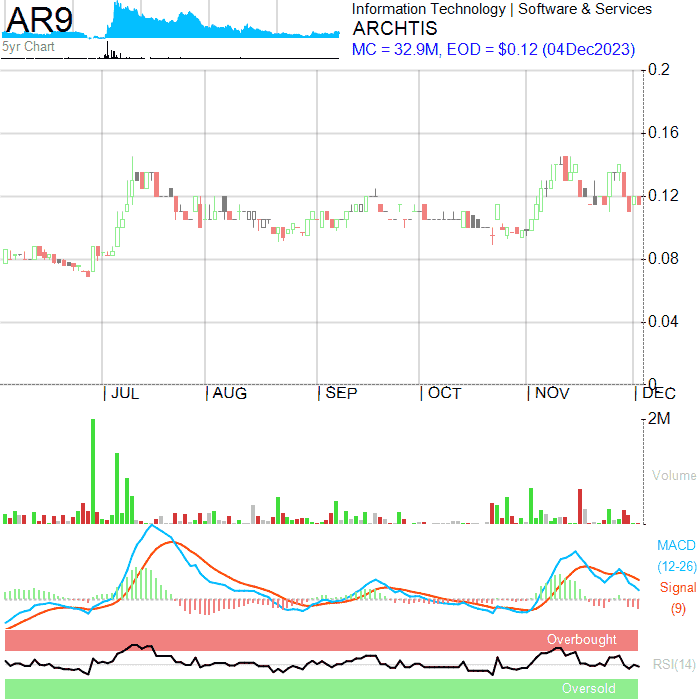 AR9
Information Technology | Software & Services
ARCHTIS
5yr Chart
MC = 32.9M, EOD = $0.12 (04Dec2023)
0.2
0.16
0.12
0.08
0.04
0
| JUL | AUG | SEP | OCT | NOV | DEC
2M
Volume
MACD
(12-26)
Signal
(9)
Overbought
RSI(14)
Oversold